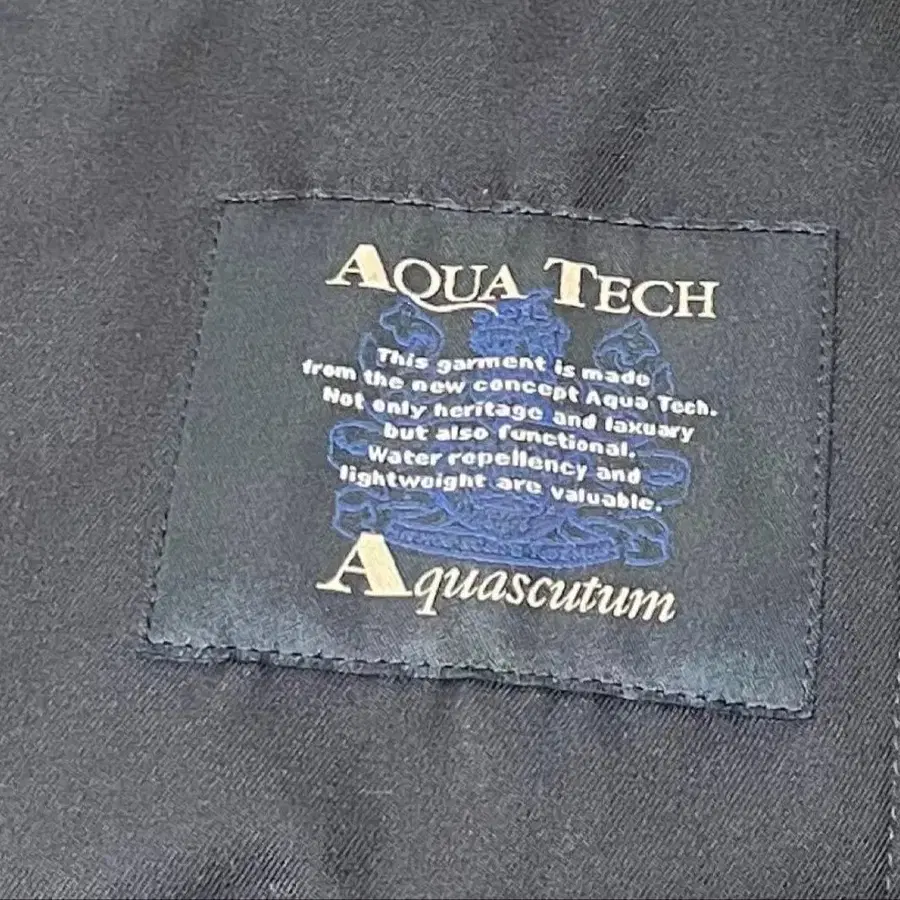 AQUA TECH
This garment is made
from the new concept Aqua Tech.
Not only heritage and laxuary
but also functional.
Water repellency and
lightweight are valuable.
Aquascutum